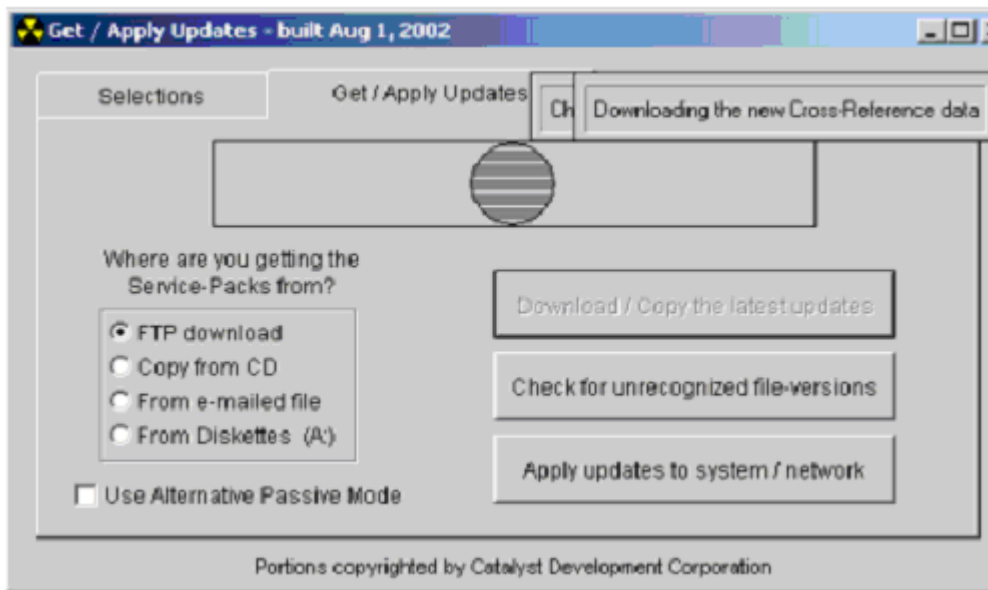 Get / Apply Updates - built Aug 1, 2002
Selections
Get / Apply Updates
Ch
Downloading the new Cross-Reference data
Where are you getting the
Service-Packs from?
FTP download
Copy from CD
From e-mailed file
From Diskettes (A:)
Use Alternative Passive Mode
Download / Copy the latest updates
Check for unrecognized file-versions
Apply updates to system / network
Portions copyrighted by Catalyst Development Corporation